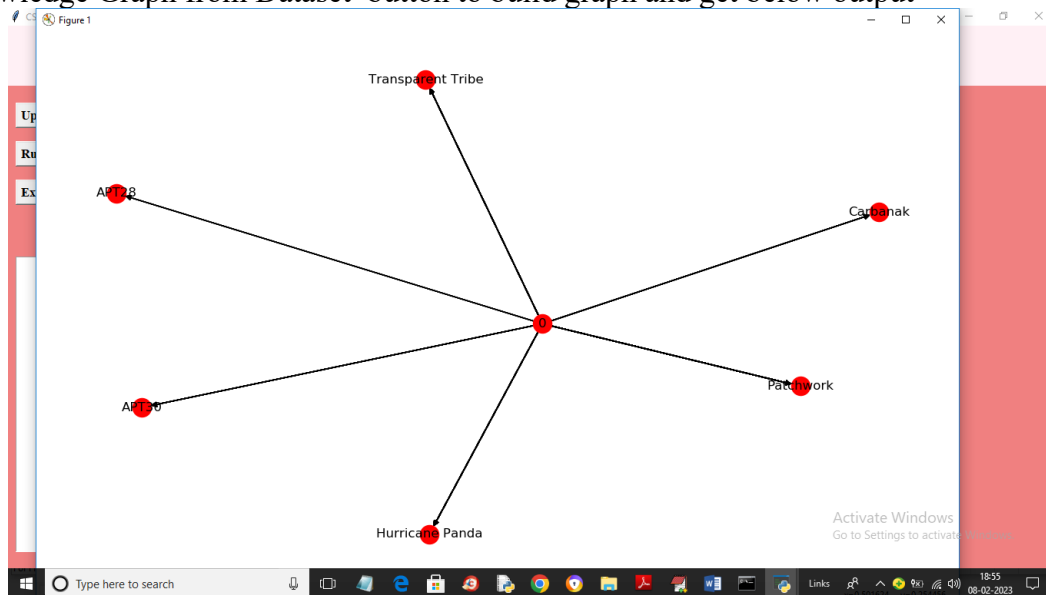 wledge Graph from Dataset' button to build graph and get below output
CS
Figure 1
Up
Ru
Ex
Transparent Tribe
APT28
Carbanak
0
Patchwork
APT30
Hurricane Panda
Activate Windows
Go to Settings to activate Windows.
Type here to search
Links
18:55
08-02-2023